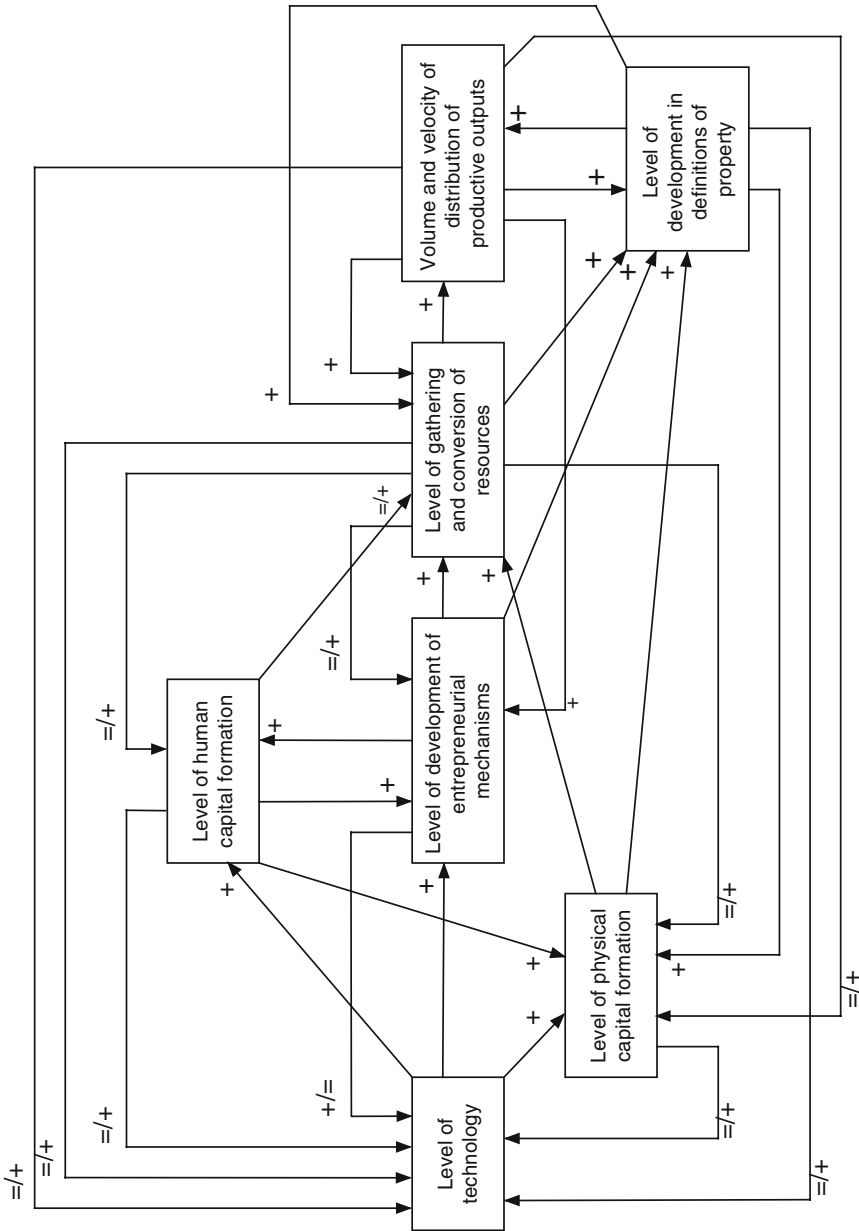 =/+
=/+
=/+
=/+
Level of human
capital formation
+
+
+
+/=
=/+
+
=/+
+
+
+
+
Level of
technology
Level of development of
entrepreneurial
mechanisms
Level of gathering
and conversion of
resources
Volume and velocity of
distribution of
productive outputs
+
+
+
+
+
+
+
+
Level of physical
capital formation
Level of
development in
definitions of
property
+
+
=/+
=/+
=/+
=/+